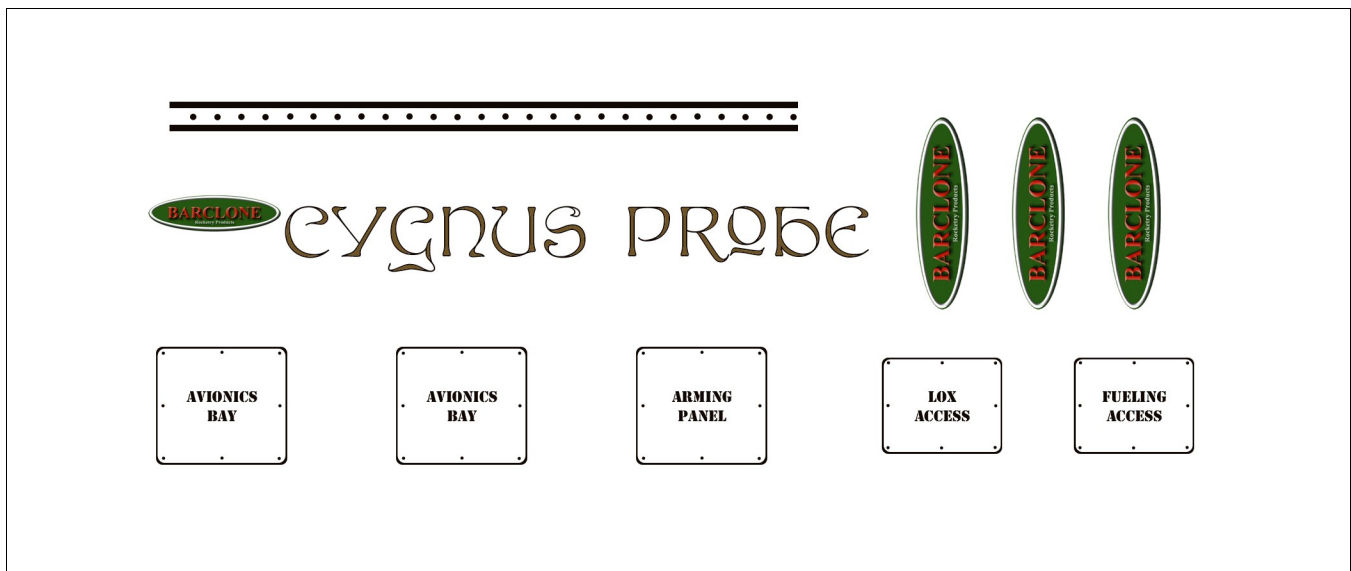 BARCLONE
Rocketry Products
CYGNUS PROBE
BARCLONE
Rocketry Products
BARCLONE
Rocketry Products
BARCLONE
Rocketry Products
AVIONICS
BAY
AVIONICS
BAY
ARMING
PANEL
LOX
ACCESS
FUELING
ACCESS